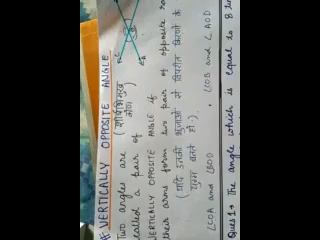 # VERTICALLY OPPOSITE ANGLE
(शीर्षाभिमुख कोण)
Two angles are
called a pair of
VERTICALLY OPPOSITE ANGLE if
their arms form two pair of opposite
(यदि उनकी भुजाओं से विपरीत किरणों के
युग्म बनते हो).
∠COA and ∠BOD , ∠COB and ∠AOD
Ques 1 → The angle which is equal to 8